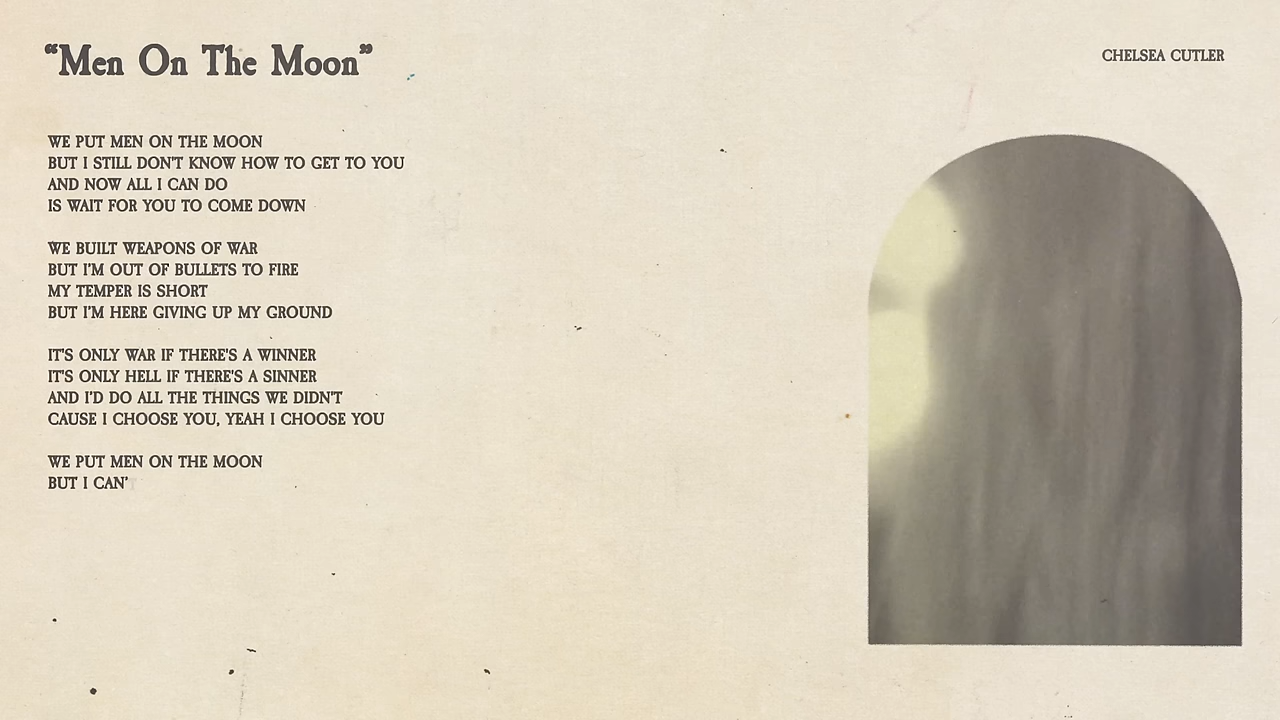 “Men On The Moon”
CHELSEA CUTLER
WE PUT MEN ON THE MOON
BUT I STILL DON'T KNOW HOW TO GET TO YOU
AND NOW ALL I CAN DO
IS WAIT FOR YOU TO COME DOWN
WE BUILT WEAPONS OF WAR
BUT I'M OUT OF BULLETS TO FIRE
MY TEMPER IS SHORT
BUT I'M HERE GIVING UP MY GROUND
IT'S ONLY WAR IF THERE'S A WINNER
IT'S ONLY HELL IF THERE'S A SINNER
AND I'D DO ALL THE THINGS WE DIDN'T
CAUSE I CHOOSE YOU, YEAH I CHOOSE YOU
WE PUT MEN ON THE MOON
BUT I CAN'